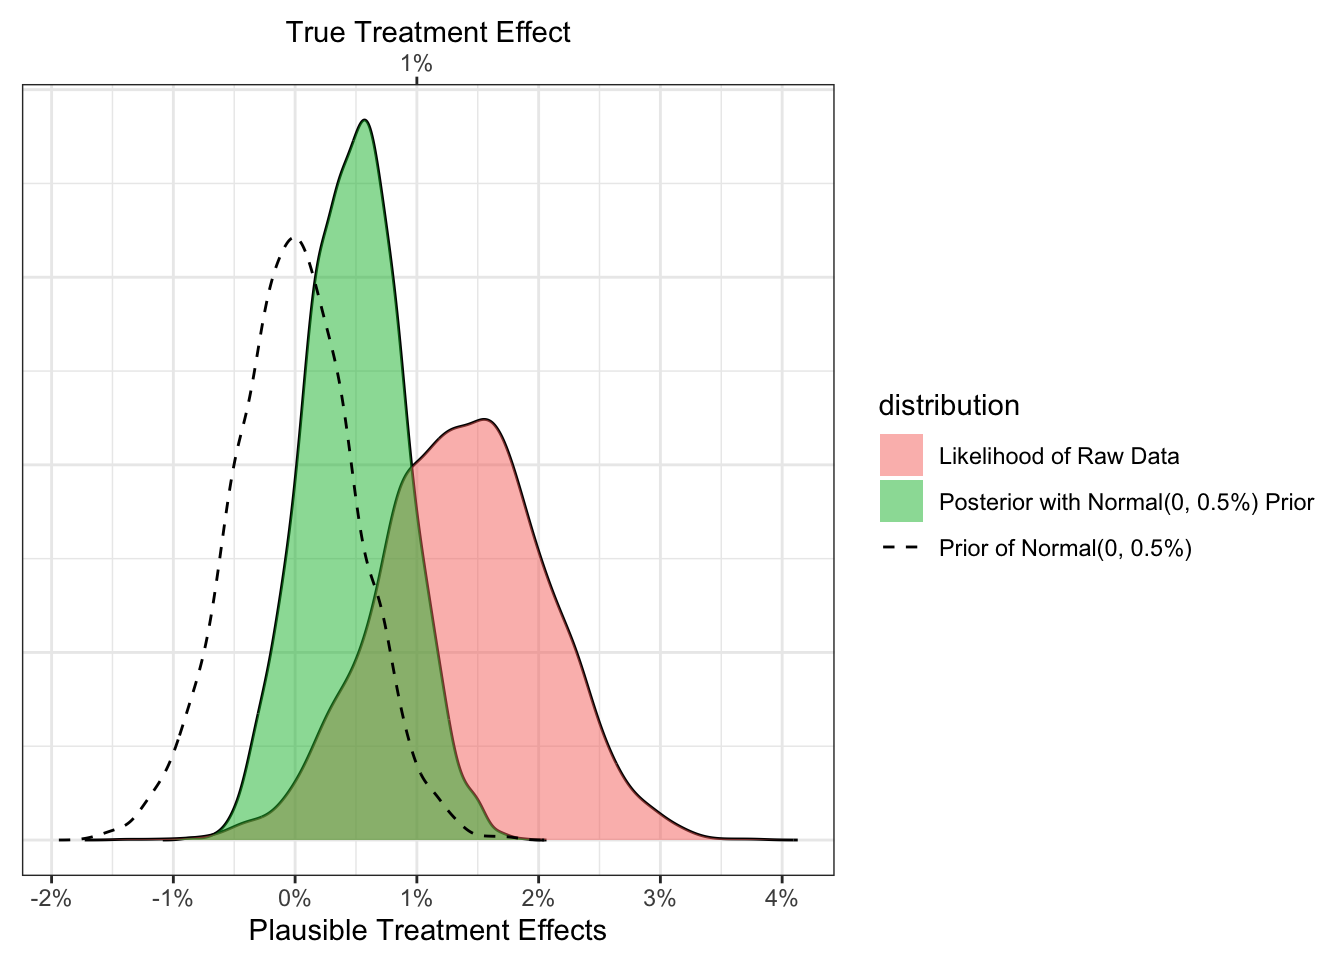 True Treatment Effect
1%
-2% -1% 0% 1% 2% 3% 4%
Plausible Treatment Effects
distribution
Likelihood of Raw Data
Posterior with Normal(0, 0.5%) Prior
Prior of Normal(0, 0.5%)